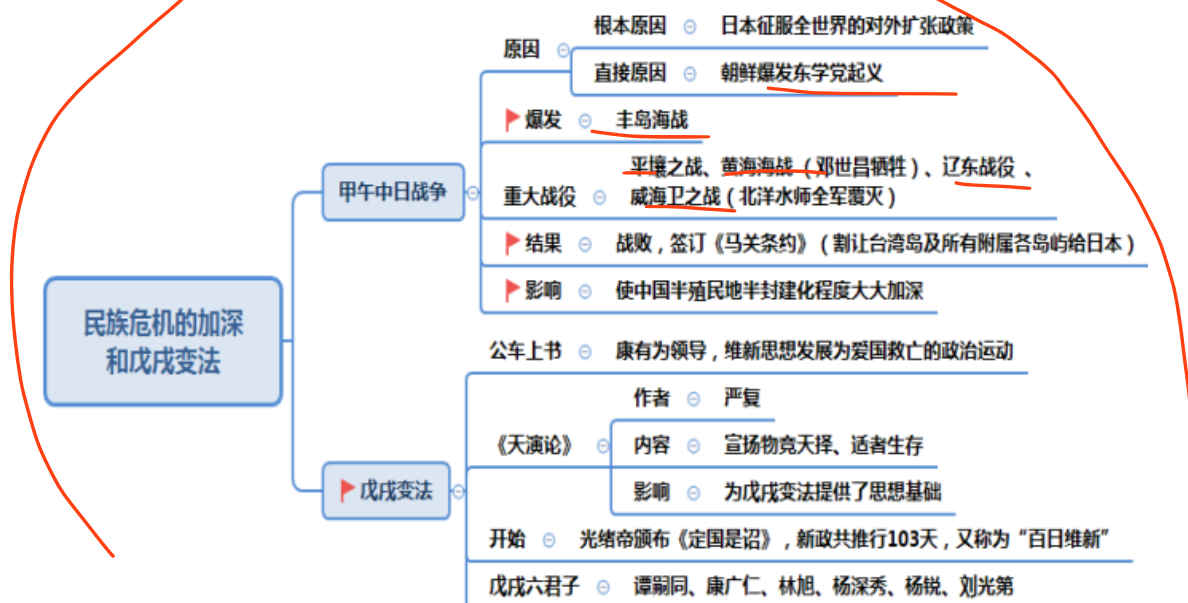 民族危机的加深
和戊戌变法
甲午中日战争
原因
根本原因 日本征服全世界的对外扩张政策
直接原因 朝鲜爆发东学党起义
爆发 丰岛海战
重大战役
平壤之战、黄海海战（邓世昌牺牲）、辽东战役、
威海卫之战（北洋水师全军覆灭）
结果 战败，签订《马关条约》（割让台湾岛及所有附属各岛屿给日本）
影响 使中国半殖民地半封建化程度大大加深
戊戌变法
公车上书 康有为领导，维新思想发展为爱国救亡的政治运动
《天演论》
作者 严复
内容 宣扬物竞天择、适者生存
影响 为戊戌变法提供了思想基础
开始 光绪帝颁布《定国是诏》，新政共推行103天，又称为“百日维新”
戊戌六君子 谭嗣同、康广仁、林旭、杨深秀、杨锐、刘光第